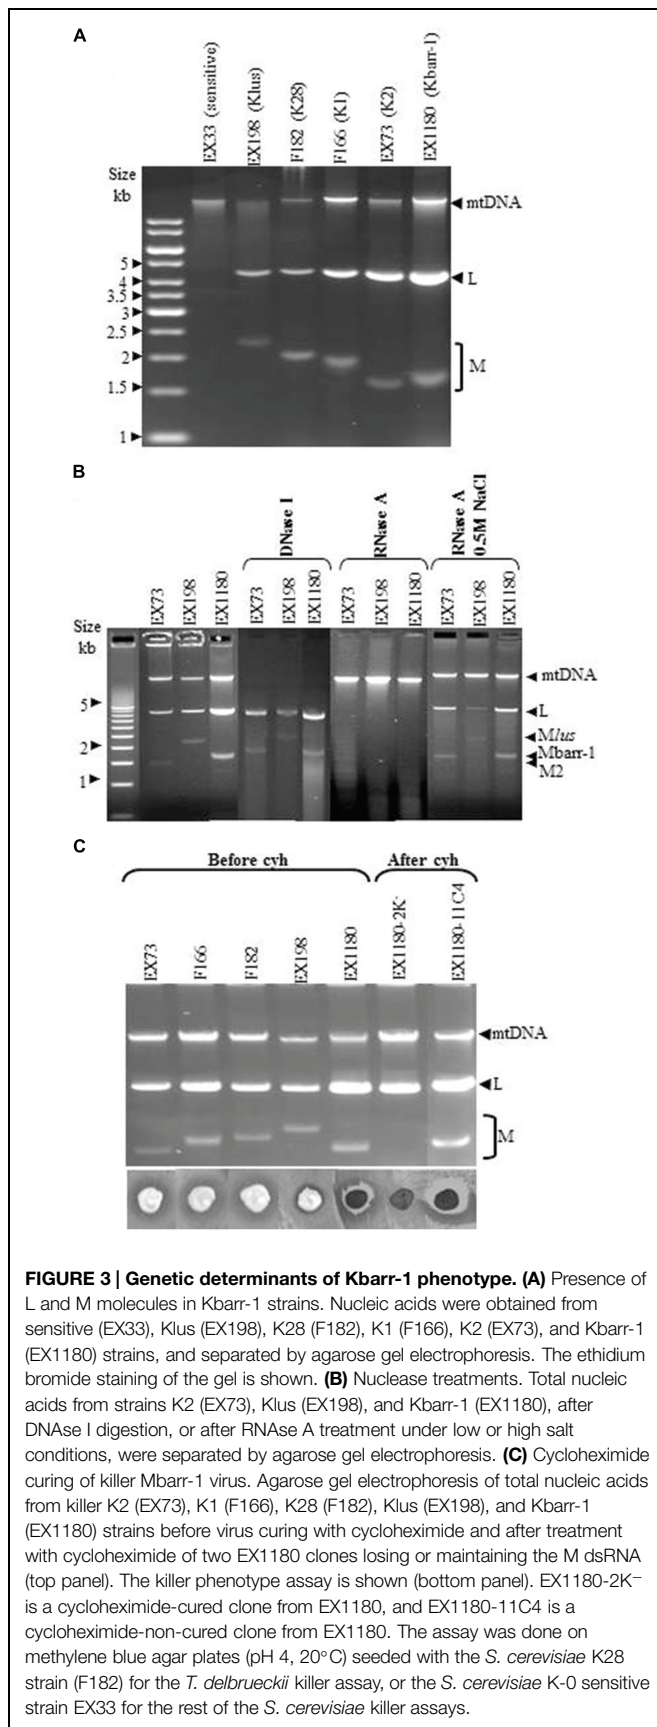 A
EX33 (sensitive)
EX198 (Klus)
F182 (K28)
F166 (K1)
EX73 (K2)
EX1180 (Kbarr-1)
Size
kb
mtDNA
5
4
3.5
3
2.5
2
1.5
1
L
M
B
DNase I
RNase A
RNase A
0.5M NaCl
EX73
EX198
EX1180
EX73
EX198
EX1180
EX73
EX198
EX1180
EX73
EX198
EX1180
Size
kb
5
2
1
mtDNA
L
Mlus
Mbarr-1
M2
C
Before cyh
After cyh
EX73
F166
F182
EX198
EX1180
EX1180-2K-
EX1180-11C4
mtDNA
L
M
FIGURE 3 | Genetic determinants of Kbarr-1 phenotype. (A) Presence of
L and M molecules in Kbarr-1 strains. Nucleic acids were obtained from
sensitive (EX33), Klus (EX198), K28 (F182), K1 (F166), K2 (EX73), and Kbarr-1
(EX1180) strains, and separated by agarose gel electrophoresis. The ethidium
bromide staining of the gel is shown. (B) Nuclease treatments. Total nucleic
acids from strains K2 (EX73), Klus (EX198), and Kbarr-1 (EX1180), after
DNAse I digestion, or after RNAse A treatment under low or high salt
conditions, were separated by agarose gel electrophoresis. (C) Cycloheximide
curing of killer Mbarr-1 virus. Agarose gel electrophoresis of total nucleic acids
from killer K2 (EX73), K1 (F166), K28 (F182), Klus (EX198), and Kbarr-1
(EX1180) strains before virus curing with cycloheximide and after treatment
with cycloheximide of two EX1180 clones losing or maintaining the M dsRNA
(top panel). The killer phenotype assay is shown (bottom panel). EX1180-2K−
is a cycloheximide-cured clone from EX1180, and EX1180-11C4 is a
cycloheximide-non-cured clone from EX1180. The assay was done on
methylene blue agar plates (pH 4, 20°C) seeded with the S. cerevisiae K28
strain (F182) for the T. delbrueckii killer assay, or the S. cerevisiae K-0 sensitive
strain EX33 for the rest of the S. cerevisiae killer assays.